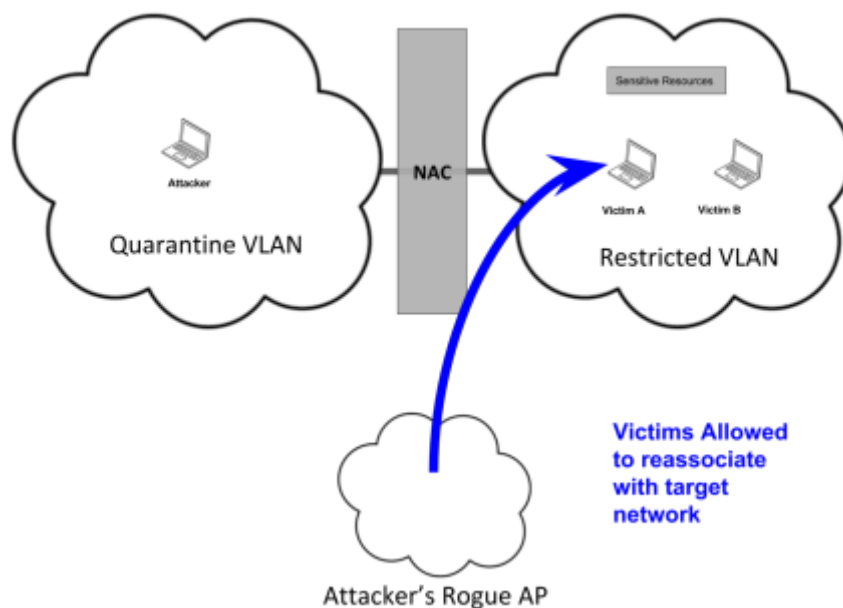 Sensitive Resources
NAC
Attacker
Victim A
Victim B
Quarantine VLAN
Restricted VLAN
Victims Allowed
to reassociate
with target
network
Attacker's Rogue AP